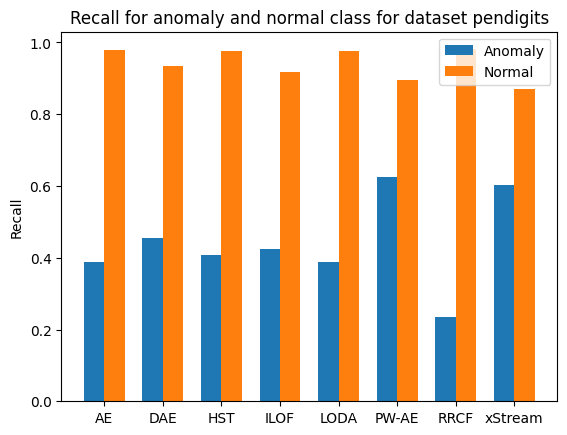 Recall for anomaly and normal class for dataset pendigits
1.0
0.8
0.6
0.4
0.2
0.0
Recall
Anomaly
Normal
AE DAE HST ILOF LODA PW-AE RRCF xStream